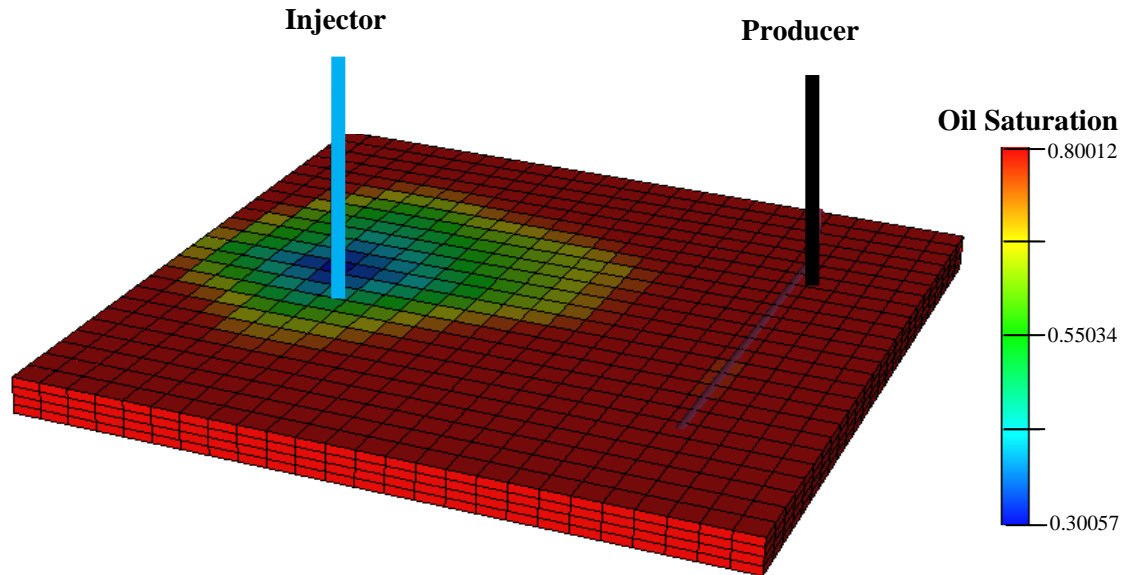 Injector
Producer
Oil Saturation
0.80012
0.55034
0.30057